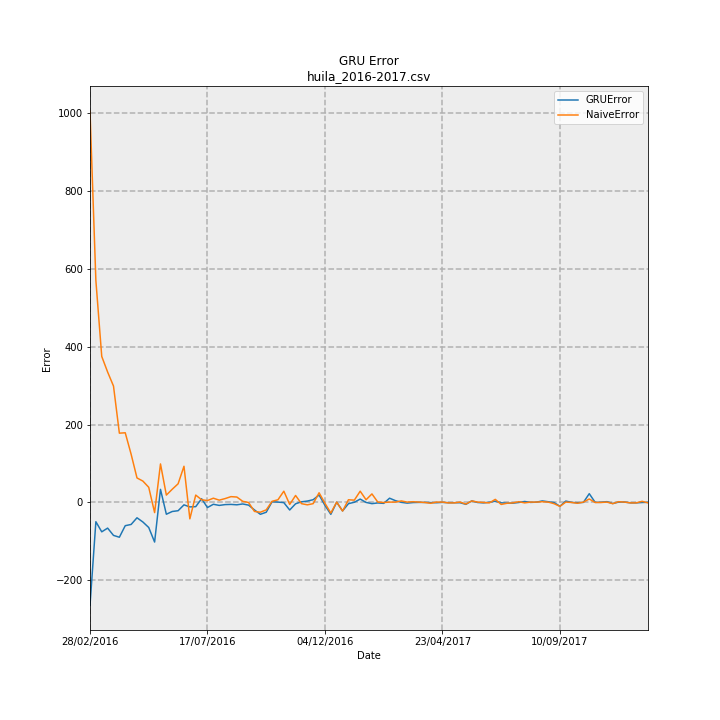 GRU Error
huila_2016-2017.csv
GRUError
NaiveError
1000
800
600
400
200
0
−200
Error
28/02/2016
17/07/2016
04/12/2016
23/04/2017
10/09/2017
Date